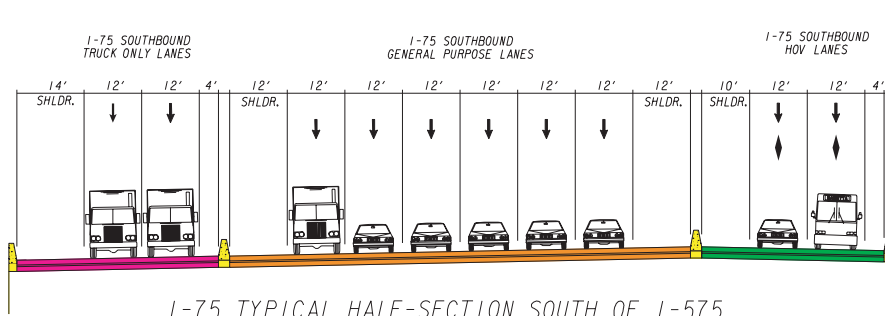 I-75 SOUTHBOUND
TRUCK ONLY LANES
I-75 SOUTHBOUND
GENERAL PURPOSE LANES
I-75 SOUTHBOUND
HOV LANES
14' 12' 12' 4' 12' 12' 12' 12' 12' 12' 12' 12' 10' 12' 12' 4'
SHLDR. SHLDR. SHLDR. SHLDR.
I-75 TYPICAL HALF-SECTION SOUTH OF I-575